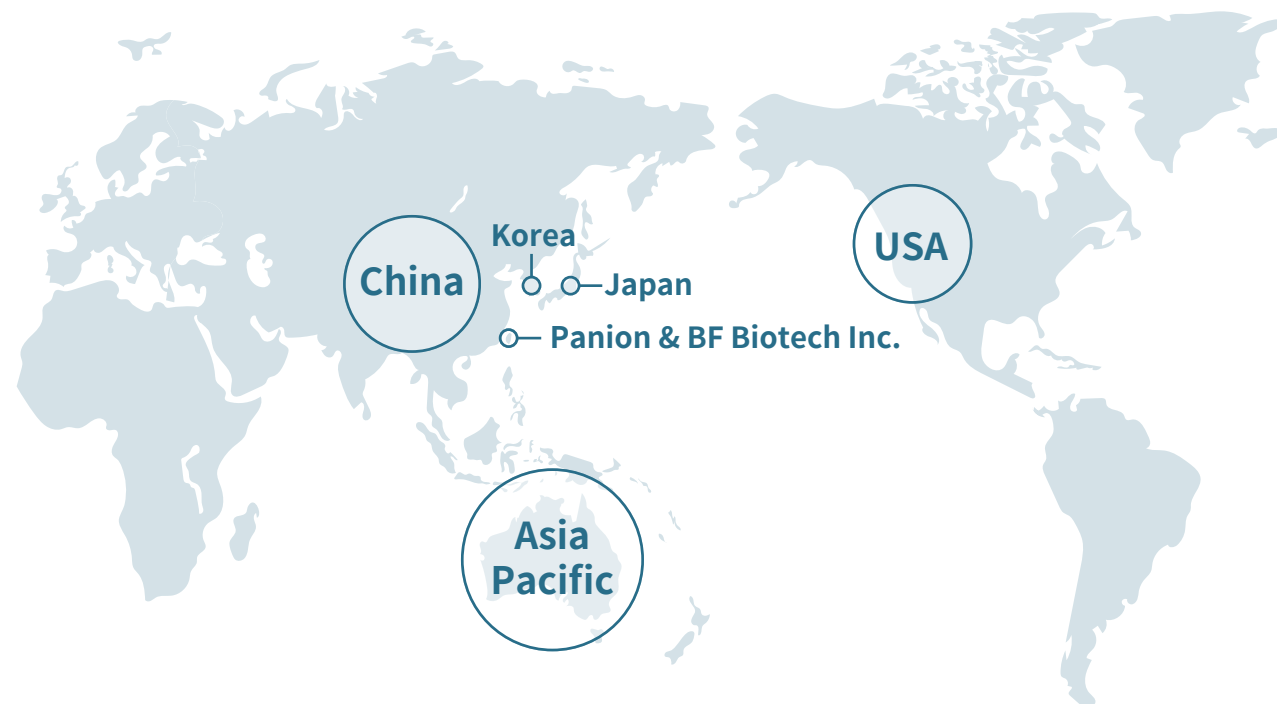 Korea
USA
China
Japan
Panion & BF Biotech Inc.
Asia
Pacific